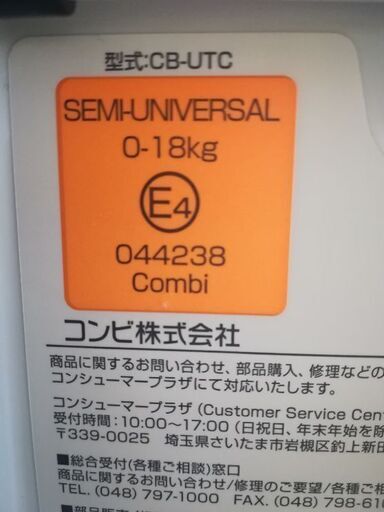 型式:CB-UTC
SEMI-UNIVERSAL
0-18kg
E4
044238
Combi
コンビ株式会社
商品に関するお問い合わせ、部品購入、修理などの
コンシューマープラザにて対応いたします。
コンシューマープラザ (Customer Service Cent
受付時間:10:00~17:00 (日祝日、年末年始を除
〒339-0025 埼玉県さいたま市岩槻区釣上新田
■総合受付(各種ご相談)窓口
商品に関するお問い合わせ/修理のご要望/各種ご相
TEL. (048) 797-1000 / FAX. (048) 798-61